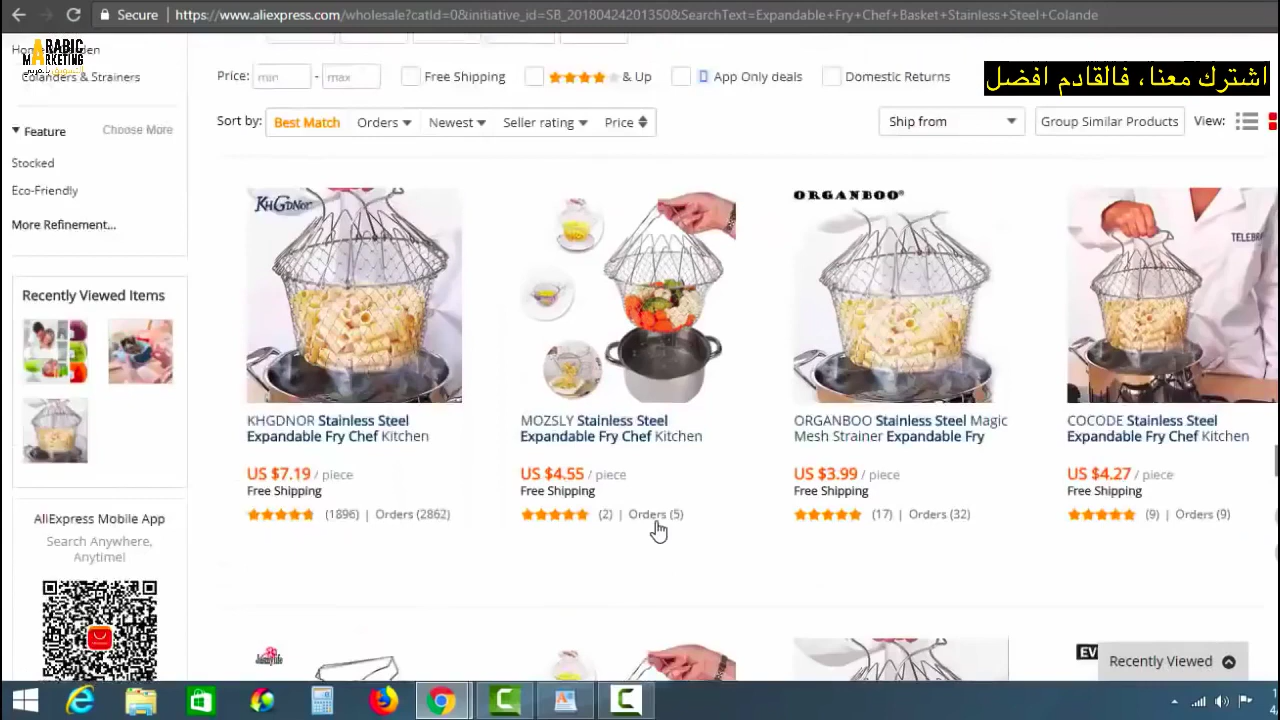 Secure
https://www.aliexpress.com/wholesale?catId=0&initiative_id=SB_20180424201350&SearchText=Expandable+Fry+Chef+Basket+Stainless+Steel+Colande
ARABIC
MARKETING
Colanders & Strainers
Price:
min
-
max
Free Shipping
& Up
App Only deals
Domestic Returns
اشترك معنا، فالقادم افضل
Sort by:
Best Match
Orders
Newest
Seller rating
Price
Ship from
Group Similar Products
View:
Feature
Choose More
Stocked
Eco-Friendly
More Refinement...
Recently Viewed Items
AliExpress Mobile App
Search Anywhere,
Anytime!
KHGDNOR
KHGDNOR Stainless Steel
Expandable Fry Chef Kitchen
US $7.19 / piece
Free Shipping
(1896) | Orders (2862)
MOZSLY Stainless Steel
Expandable Fry Chef Kitchen
US $4.55 / piece
Free Shipping
(2) | Orders (5)
ORGANBOO®
ORGANBOO Stainless Steel Magic
Mesh Strainer Expandable Fry
US $3.99 / piece
Free Shipping
(17) | Orders (32)
TELEBR
COCODE Stainless Steel
Expandable Fry Chef Kitchen
US $4.27 / piece
Free Shipping
(9) | Orders (9)
EV
Recently Viewed